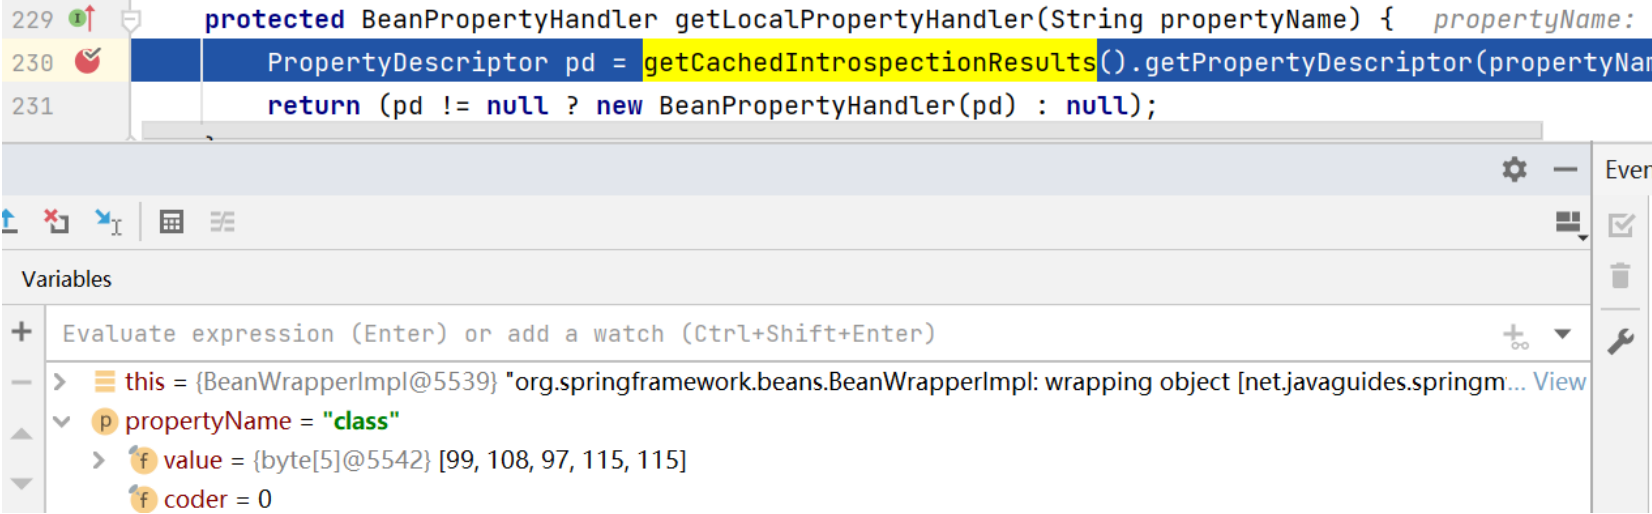 229 protected BeanPropertyHandler getLocalPropertyHandler(String propertyName) { propertyName:
230 PropertyDescriptor pd = getCachedIntrospectionResults().getPropertyDescriptor(propertyNam
231 return (pd != null ? new BeanPropertyHandler(pd) : null);
Even
Variables
Evaluate expression (Enter) or add a watch (Ctrl+Shift+Enter)
this = {BeanWrapperImpl@5539} "org.springframework.beans.BeanWrapperImpl: wrapping object [net.javaguides.springm... View
p propertyName = "class"
f value = {byte[5]@5542} [99, 108, 97, 115, 115]
f coder = 0